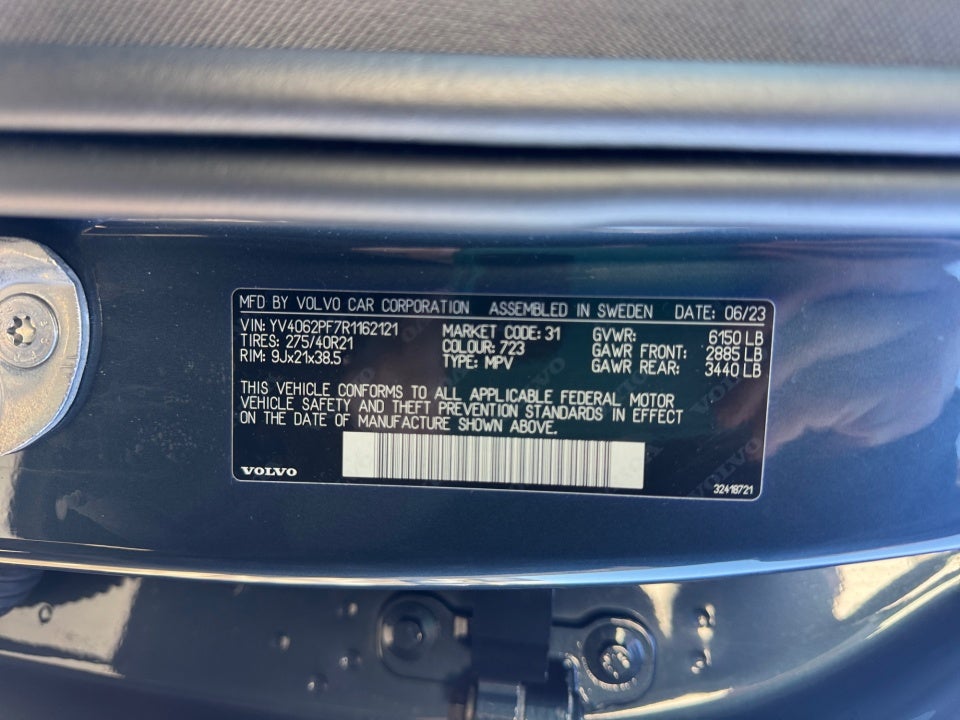 MFD BY VOLVO CAR CORPORATION ASSEMBLED IN SWEDEN DATE: 06/23
VIN: YV4062PF7R1162121 MARKET CODE: 31 GVWR: 6150 LB
TIRES: 275/40R21 COLOUR: 723 GAWR FRONT: 2885 LB
RIM: 9Jx21x38.5 TYPE: MPV GAWR REAR: 3440 LB
THIS VEHICLE CONFORMS TO ALL APPLICABLE FEDERAL MOTOR
VEHICLE SAFETY AND THEFT PREVENTION STANDARDS IN EFFECT
ON THE DATE OF MANUFACTURE SHOWN ABOVE.
VOLVO
32418721